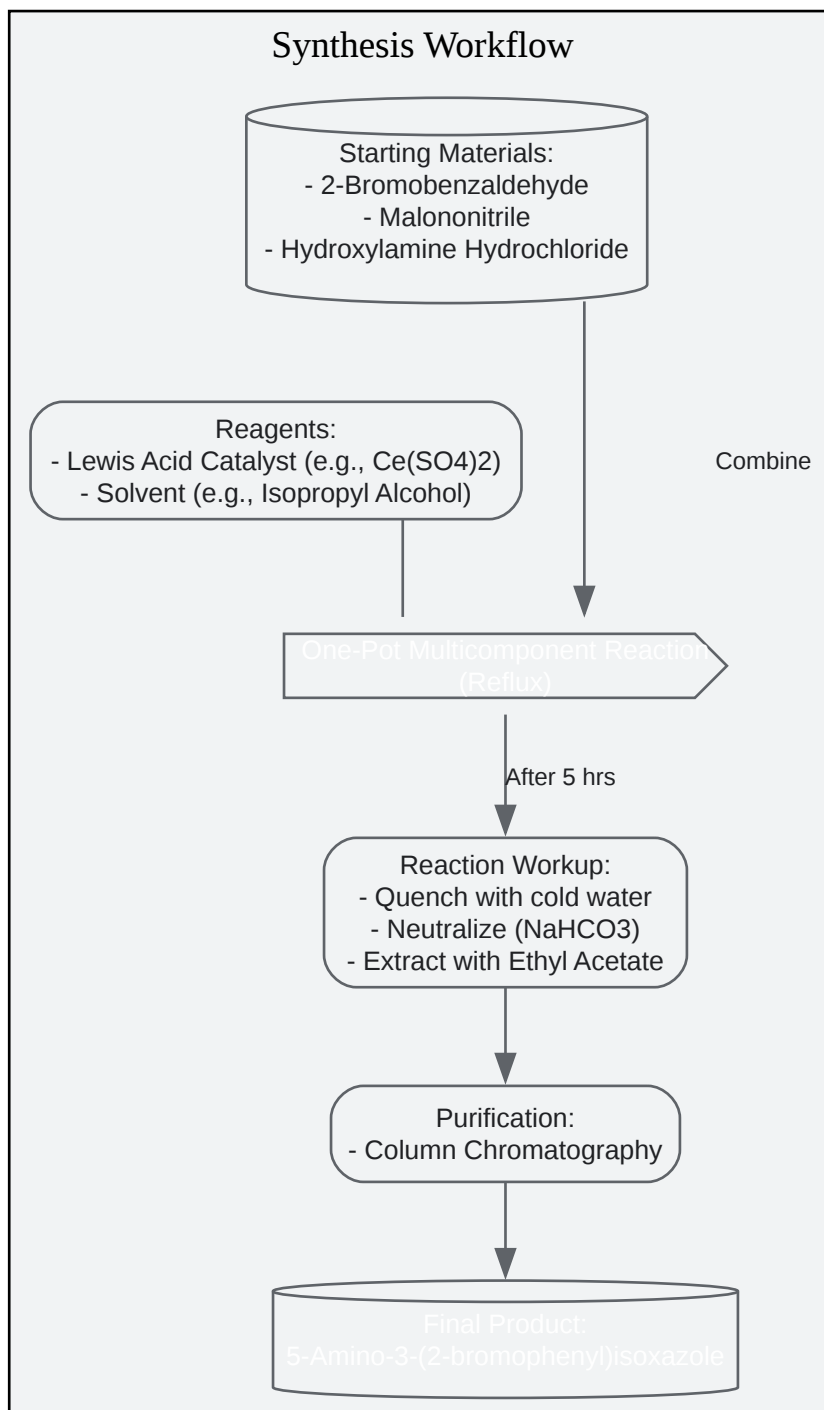 Synthesis Workflow
Starting Materials:
- 2-Bromobenzaldehyde
- Malononitrile
- Hydroxylamine Hydrochloride
Reagents:
- Lewis Acid Catalyst (e.g., Ce(SO4)2)
- Solvent (e.g., Isopropyl Alcohol)
Combine
One-Pot Multicomponent Reaction
(Reflux)
After 5 hrs
Reaction Workup:
- Quench with cold water
- Neutralize (NaHCO3)
- Extract with Ethyl Acetate
Purification:
- Column Chromatography
Final Product:
5-Amino-3-(2-bromophenyl)isoxazole